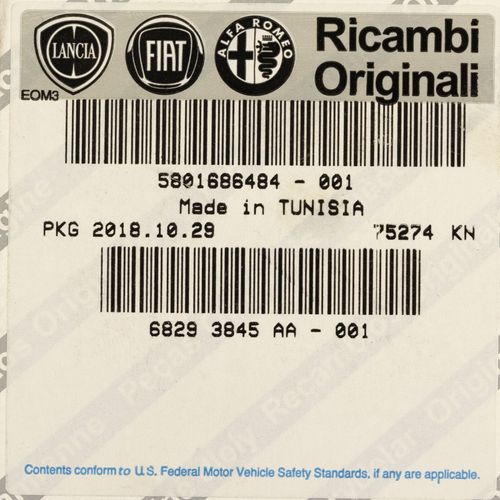 LANCIA FIAT ALFA ROMEO Ricambi
Originali
EOM3
5801686484 - 001
Made in TUNISIA
PKG 2018.10.29 75274 KN
6829 3845 AA - 001
Contents conform to U.S. Federal Motor Vehicle Safety Standards, if any are applicable.